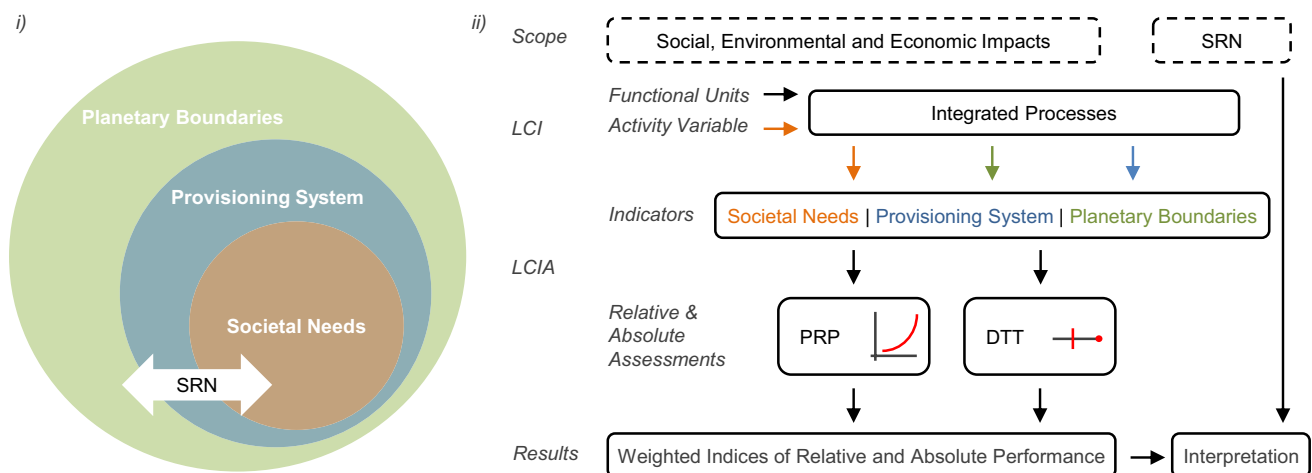 i)
Planetary Boundaries
Provisioning System
Societal Needs
SRN
ii)
Scope
Social, Environmental and Economic Impacts
SRN
LCI
Functional Units
Activity Variable
Integrated Processes
LCIA
Indicators
Societal Needs | Provisioning System | Planetary Boundaries
Relative &
Absolute
Assessments
PRP
DTT
Results
Weighted Indices of Relative and Absolute Performance
Interpretation